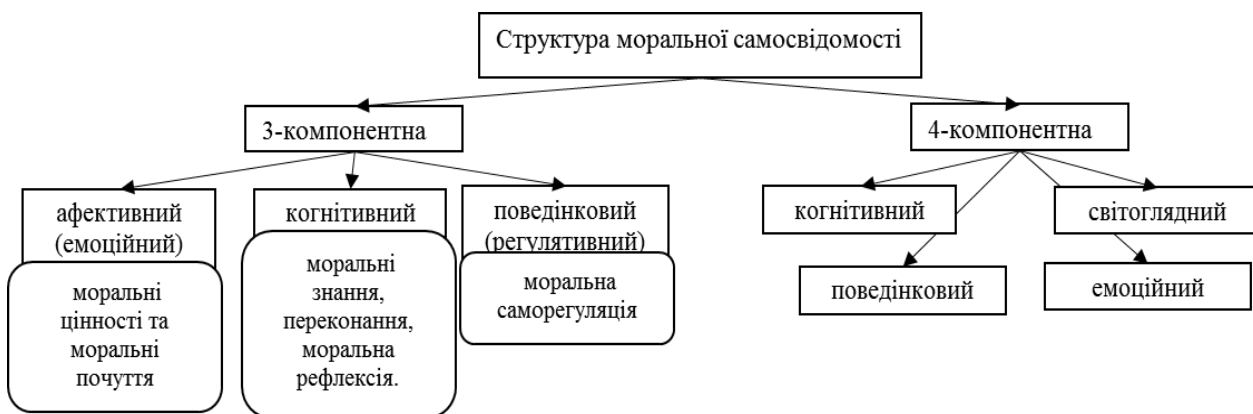 Структура моральної самосвідомості
3-компонентна
4-компонентна
афективний
(емоційний)
моральні
цінності та
моральні
почуття
когнітивний
моральні
знання,
переконання,
моральна
рефлексія.
поведінковий
(регулятивний)
моральна
саморегуляція
когнітивний
світоглядний
поведінковий
емоційний